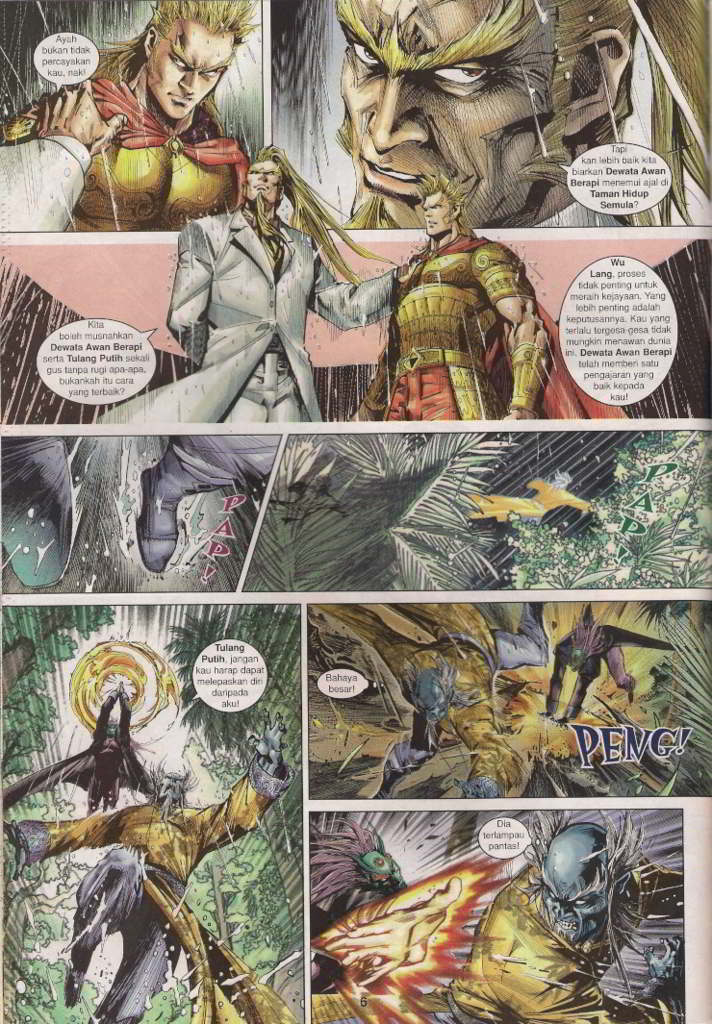 Ayah
bukan tidak
percayakan
kau, nak!
Tapi
kan lebih baik kita
biarkan Dewata Awan
Berapi menemui ajal di
Taman Hidup
Semula?
Kita
boleh musnahkan
Dewata Awan Berapi
serta Tulang Putih sekali
gus tanpa rugi apa-apa,
bukankah itu cara
yang terbaik?
Wu
Lang, proses
tidak penting untuk
meraih kejayaan. Yang
lebih penting adalah
keputusannya. Kau yang
terlalu tergesa-gesa tidak
mungkin menawan dunia
ini. Dewata Awan Berapi
telah memberi satu
pengajaran yang
baik kepada
kau!
PAP!
PAP!
Tulang
Putih, jangan
kau harap dapat
melepaskan diri
daripada
aku!
Bahaya
besar!
PENG!
Dia
terlampau
pantas!
6